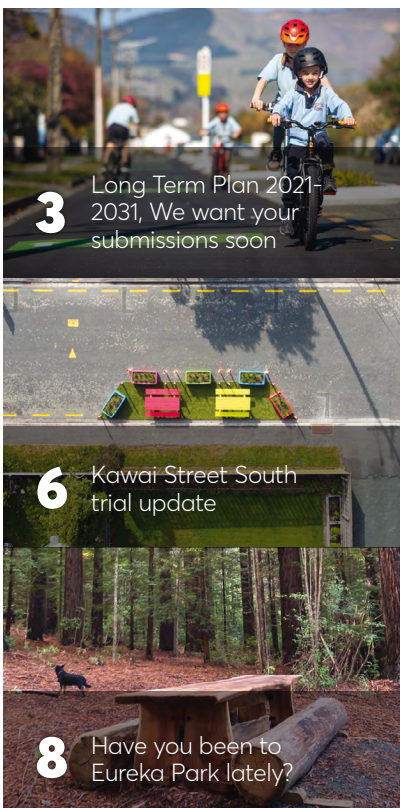 3
Long Term Plan 2021-
2031, We want your
submissions soon
6
Kawai Street South
trial update
8
Have you been to
Eureka Park lately?